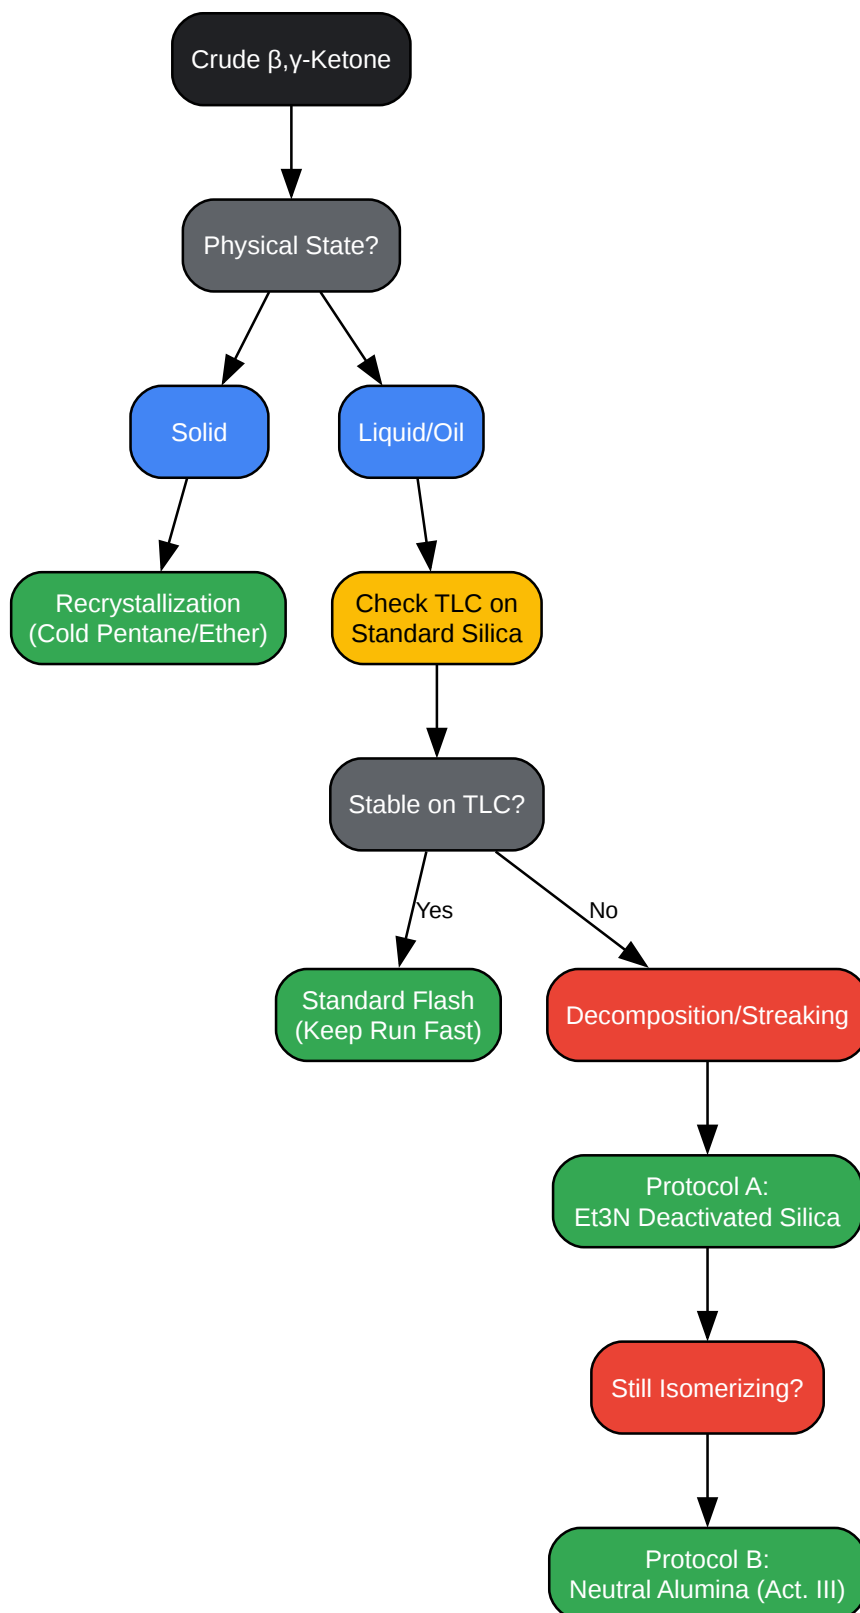 Crude β,γ-Ketone
Physical State?
Solid
Liquid/Oil
Recrystallization
(Cold Pentane/Ether)
Check TLC on
Standard Silica
Stable on TLC?
Yes
No
Standard Flash
(Keep Run Fast)
Decomposition/Streaking
Protocol A:
Et3N Deactivated Silica
Still Isomerizing?
Protocol B:
Neutral Alumina (Act. III)